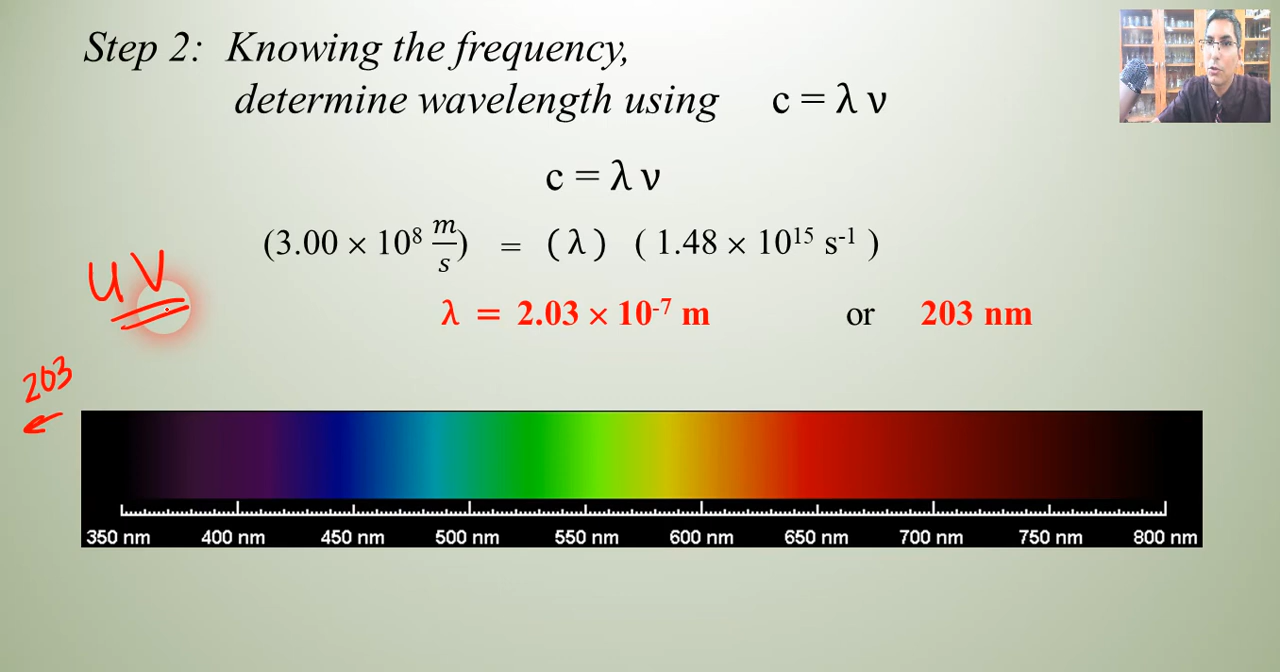 Step 2: Knowing the frequency,
determine wavelength using c = λ ν
c = λ ν
(3.00 × 10⁸ m/s) = ( λ ) ( 1.48 × 10¹⁵ s⁻¹ )
UV
λ = 2.03 × 10⁻⁷ m or 203 nm
203
350 nm 400 nm 450 nm 500 nm 550 nm 600 nm 650 nm 700 nm 750 nm 800 nm